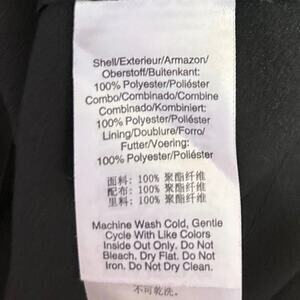 Shell/Exterieur/Armazon/
Oberstoff/Buitenkant:
100% Polyester/Poliéster
Combo/Combinado/Combine
Combinado/Kombiniert:
100% Polyester/Poliéster
Lining/Doublure/Forro/
Futter/Voering:
100% Polyester/Poliéster
面料: 100% 聚酯纤维
配布: 100% 聚酯纤维
里料: 100% 聚酯纤维
Machine Wash Cold, Gentle
Cycle With Like Colors
Inside Out Only. Do Not
Bleach. Dry Flat. Do Not
Iron. Do Not Dry Clean.
不可乾洗。